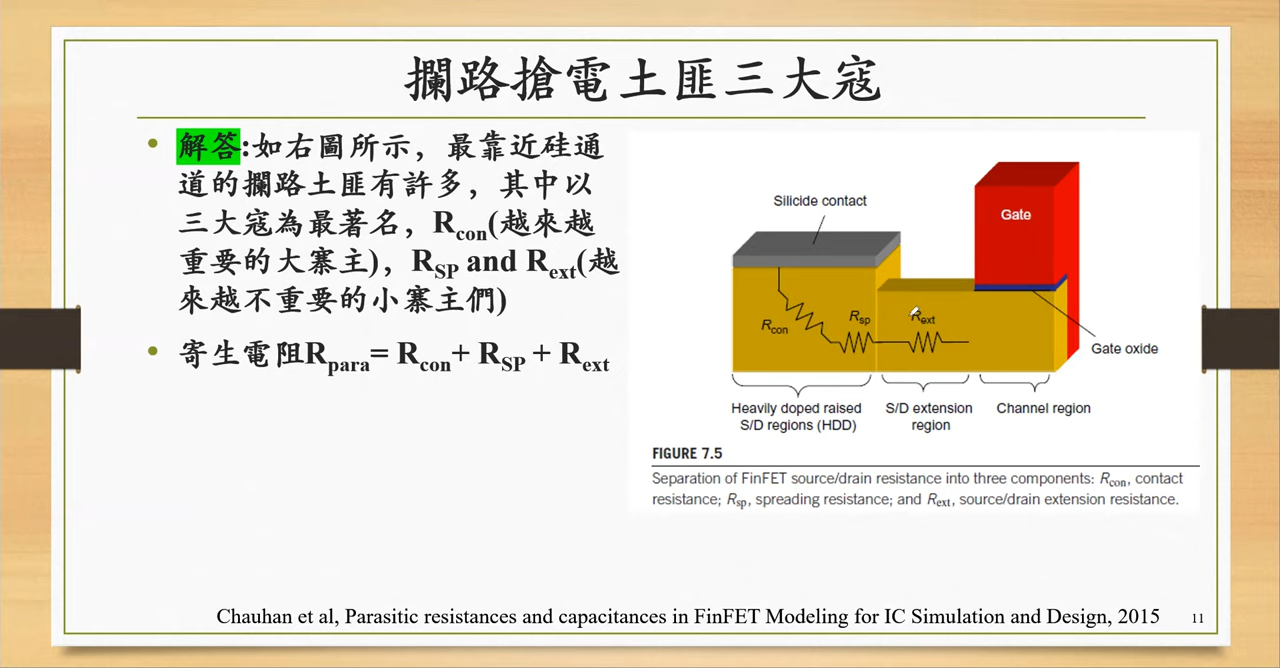 攔路搶電土匪三大寇
• 解答:如右圖所示，最靠近硅通
道的攔路土匪有許多，其中以
三大寇為最著名，Rcon(越來越
重要的大寨主)，RSP and Rext(越
來越不重要的小寨主們)
• 寄生電阻Rpara= Rcon+ RSP + Rext
Silicide contact
Gate
Rcon
Rsp
Rext
Gate oxide
Heavily doped raised
S/D regions (HDD)
S/D extension
region
Channel region
FIGURE 7.5
Separation of FinFET source/drain resistance into three components: Rcon, contact
resistance; Rsp, spreading resistance; and Rext, source/drain extension resistance.
Chauhan et al, Parasitic resistances and capacitances in FinFET Modeling for IC Simulation and Design, 2015
11